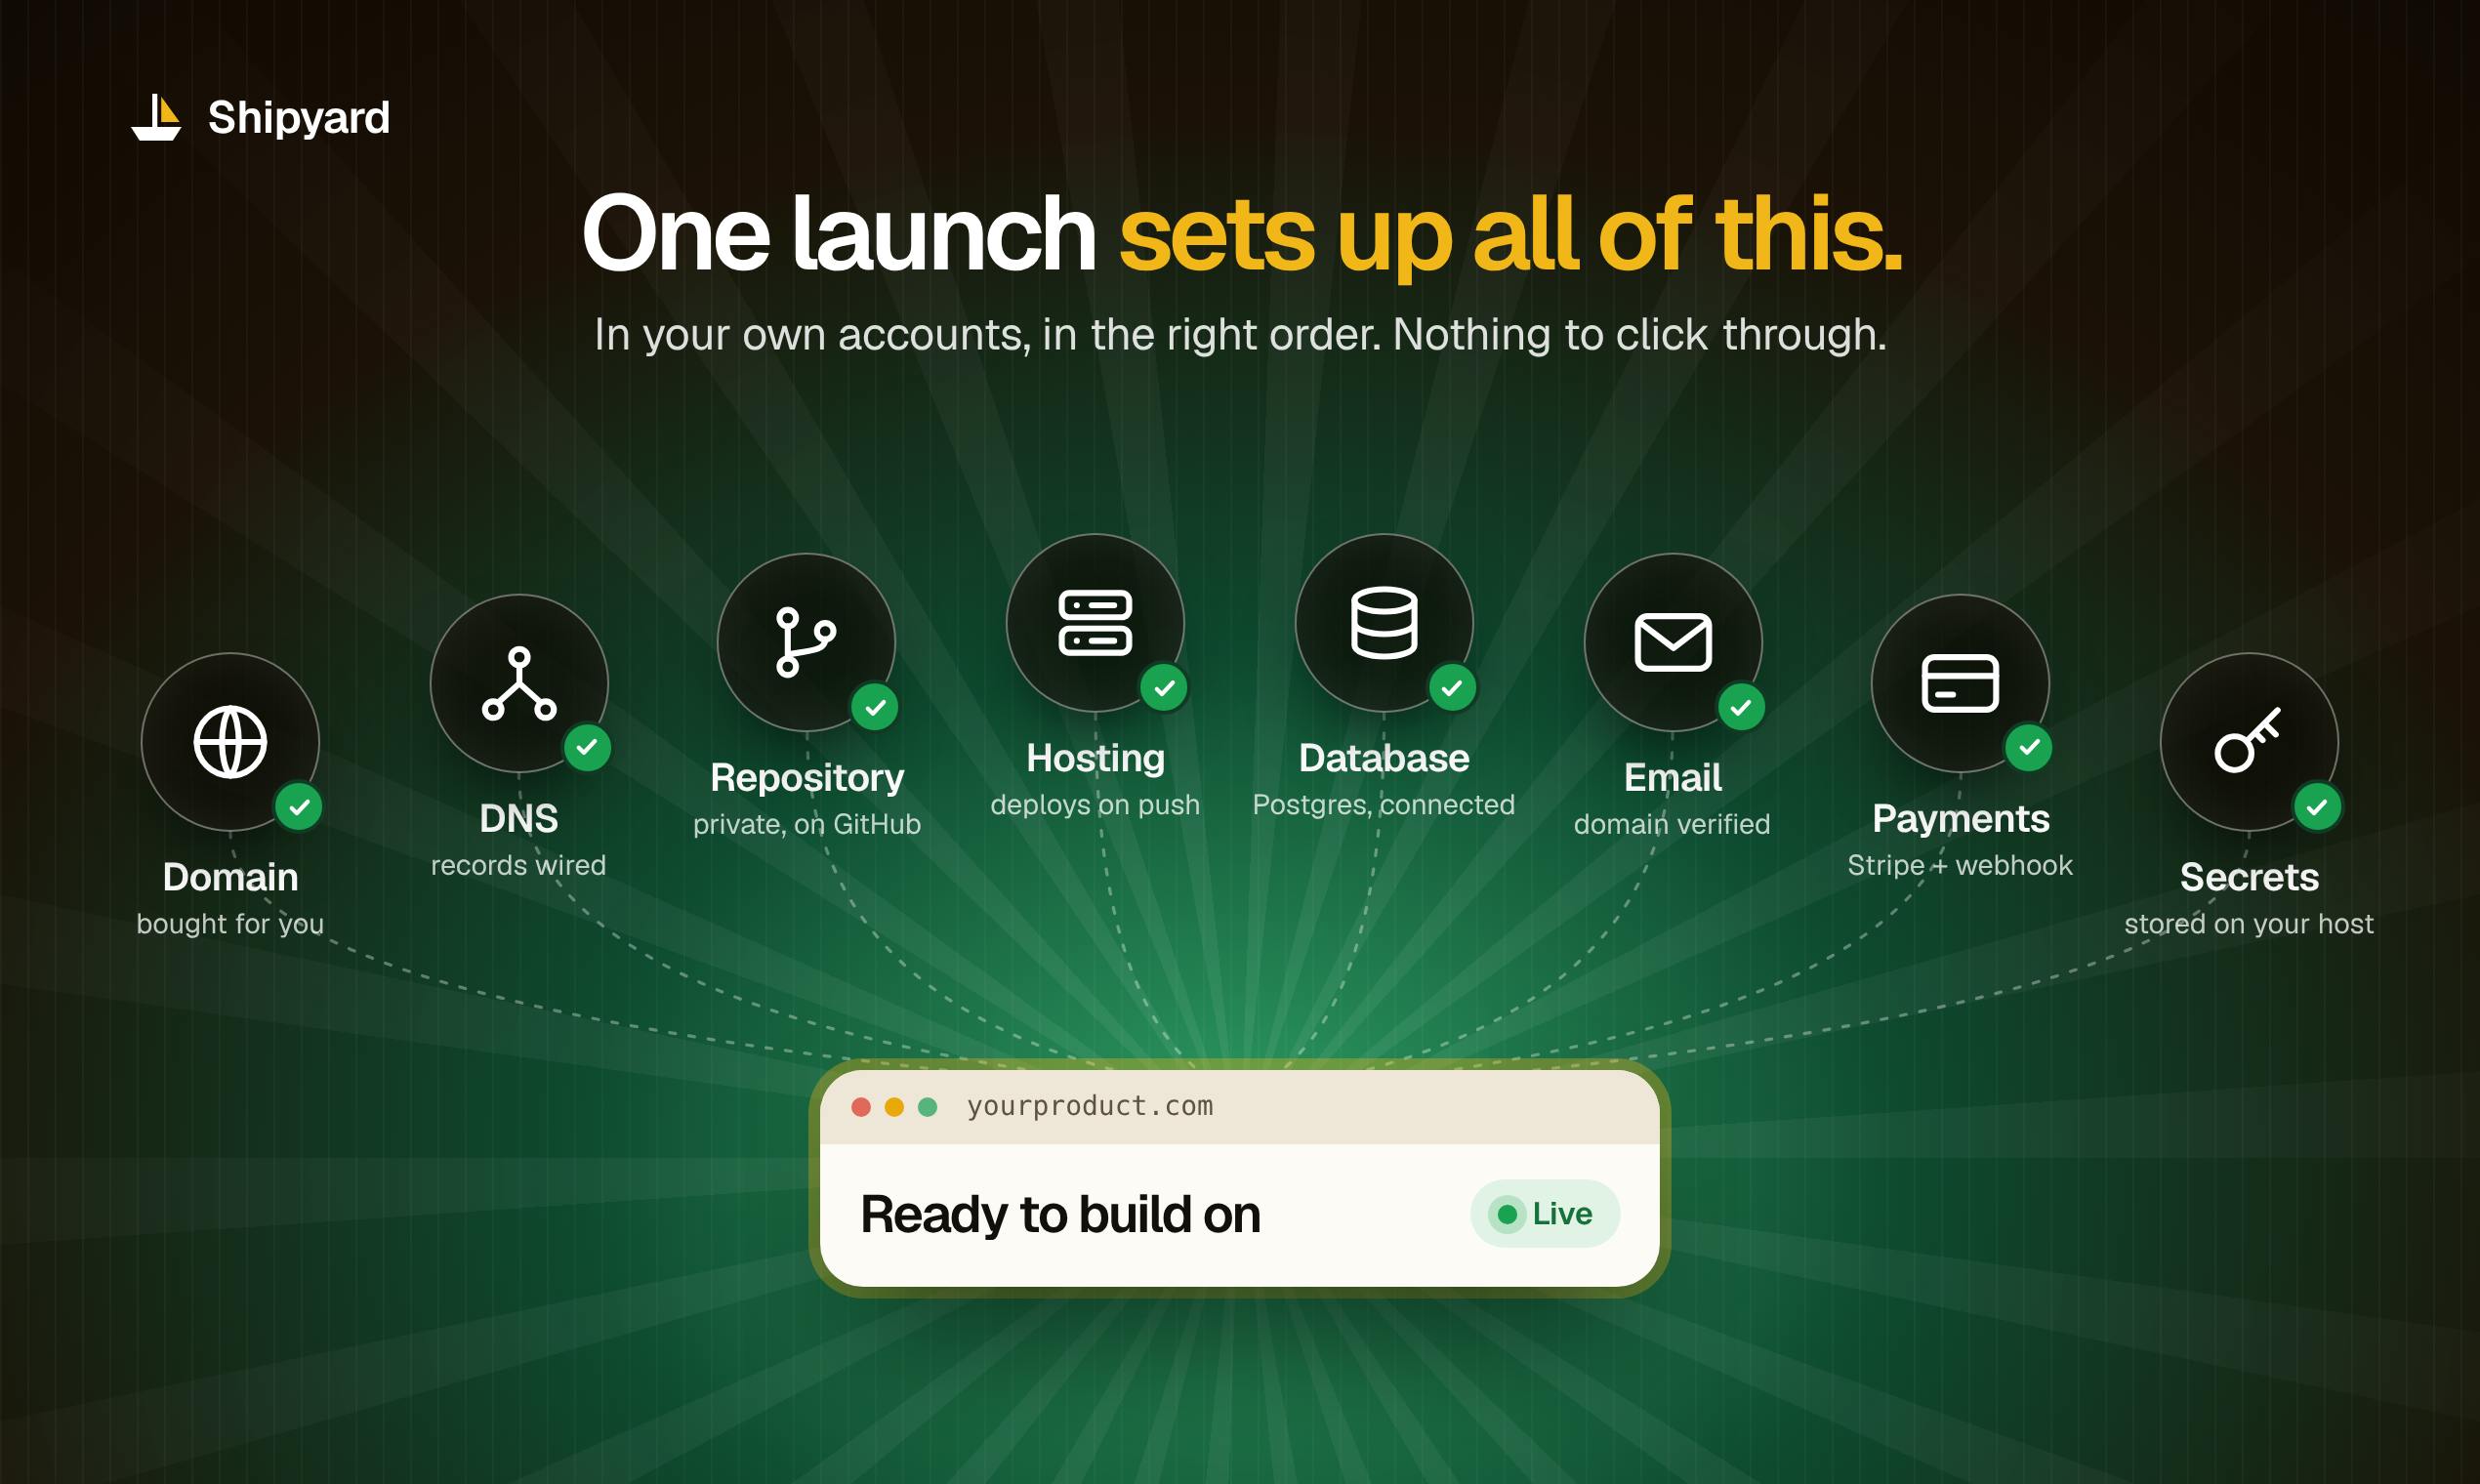 Shipyard
One launch sets up all of this.
In your own accounts, in the right order. Nothing to click through.
Domain
bought for you
DNS
records wired
Repository
private, on GitHub
Hosting
deploys on push
Database
Postgres, connected
Email
domain verified
Payments
Stripe + webhook
Secrets
stored on your host
yourproduct.com
Ready to build on
Live